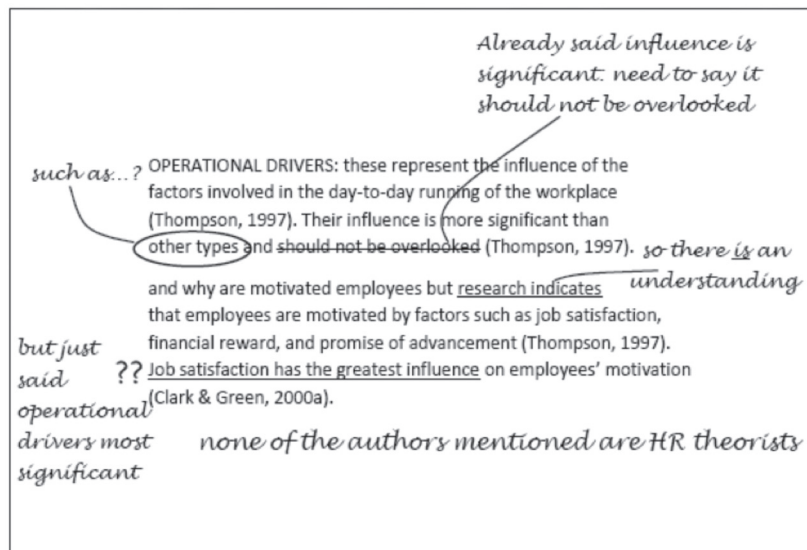 Already said influence is
significant. need to say it
should not be overlooked
such as...?
OPERATIONAL DRIVERS: these represent the influence of the
factors involved in the day-to-day running of the workplace
(Thompson, 1997). Their influence is more significant than
other types and should not be overlooked (Thompson, 1997).
so there is an
understanding
and why are motivated employees but research indicates
that employees are motivated by factors such as job satisfaction,
financial reward, and promise of advancement (Thompson, 1997).
but just
said
operational
drivers most
significant
?? Job satisfaction has the greatest influence on employees' motivation
(Clark & Green, 2000a).
none of the authors mentioned are HR theorists